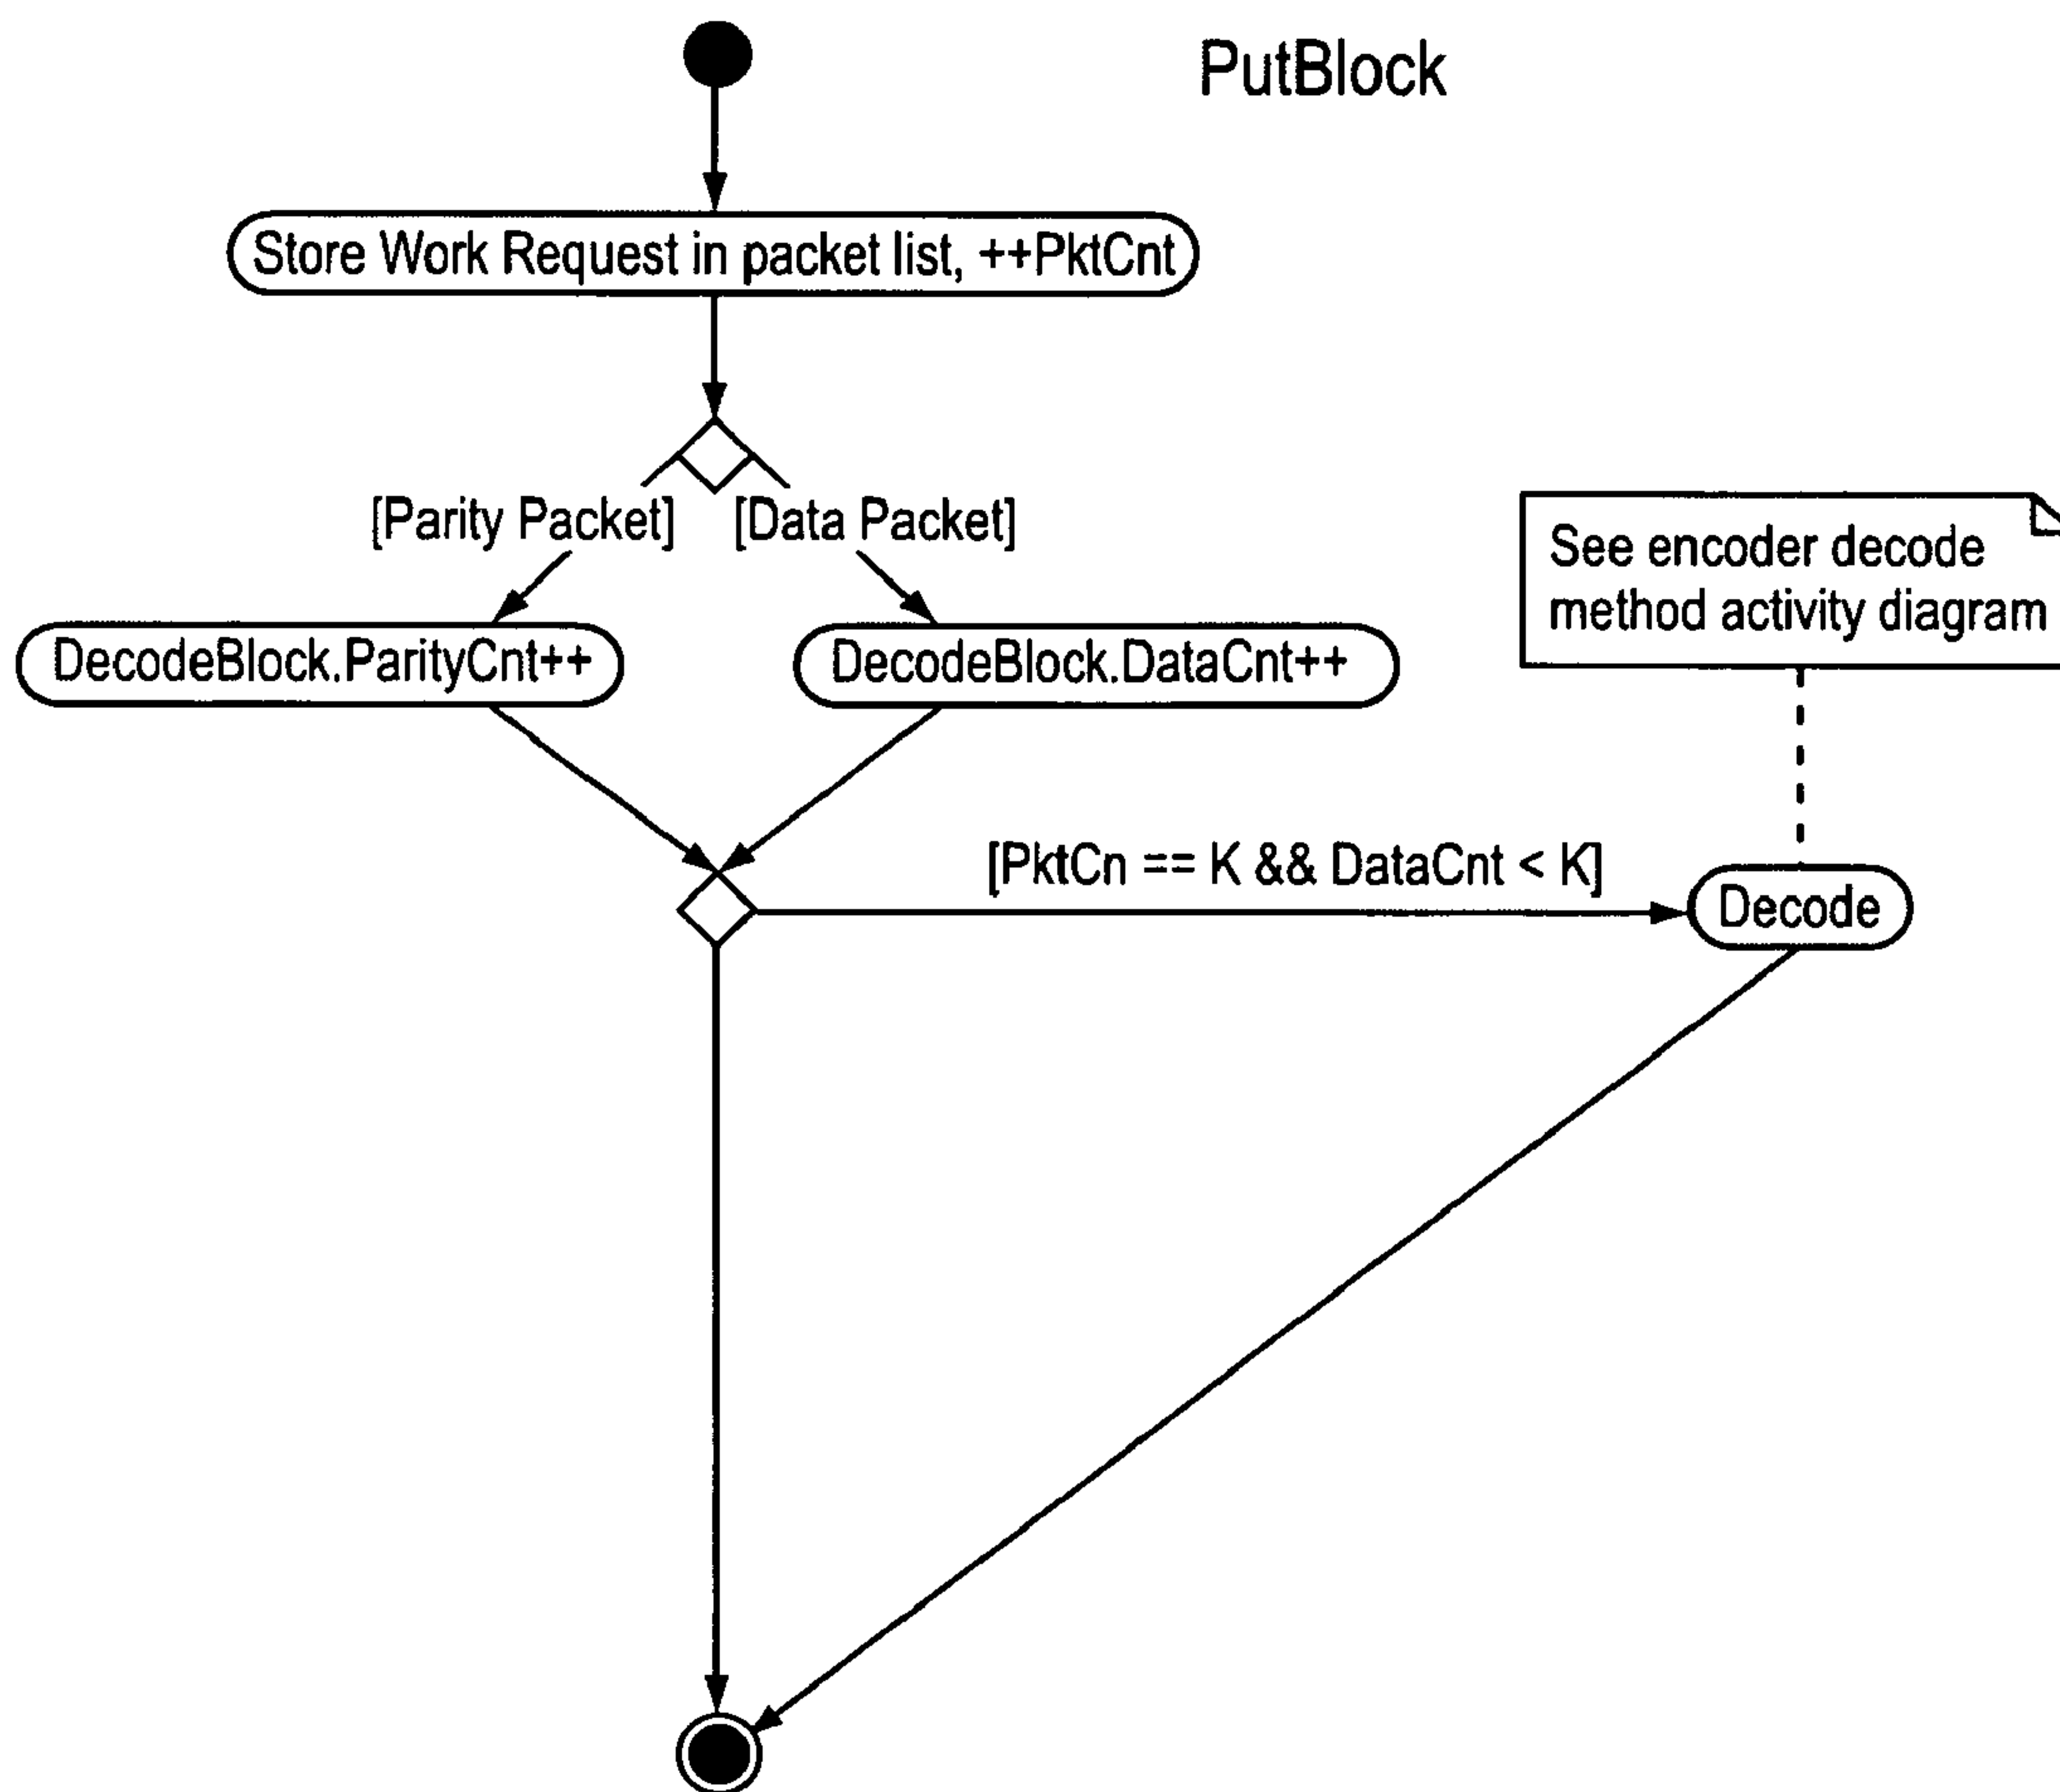 PutBlock
Store Work Request in packet list, ++PktCnt
[Parity Packet]
[Data Packet]
See encoder decode
method activity diagram
DecodeBlock.ParityCnt++
DecodeBlock.DataCnt++
[PktCn == K && DataCnt < K]
Decode